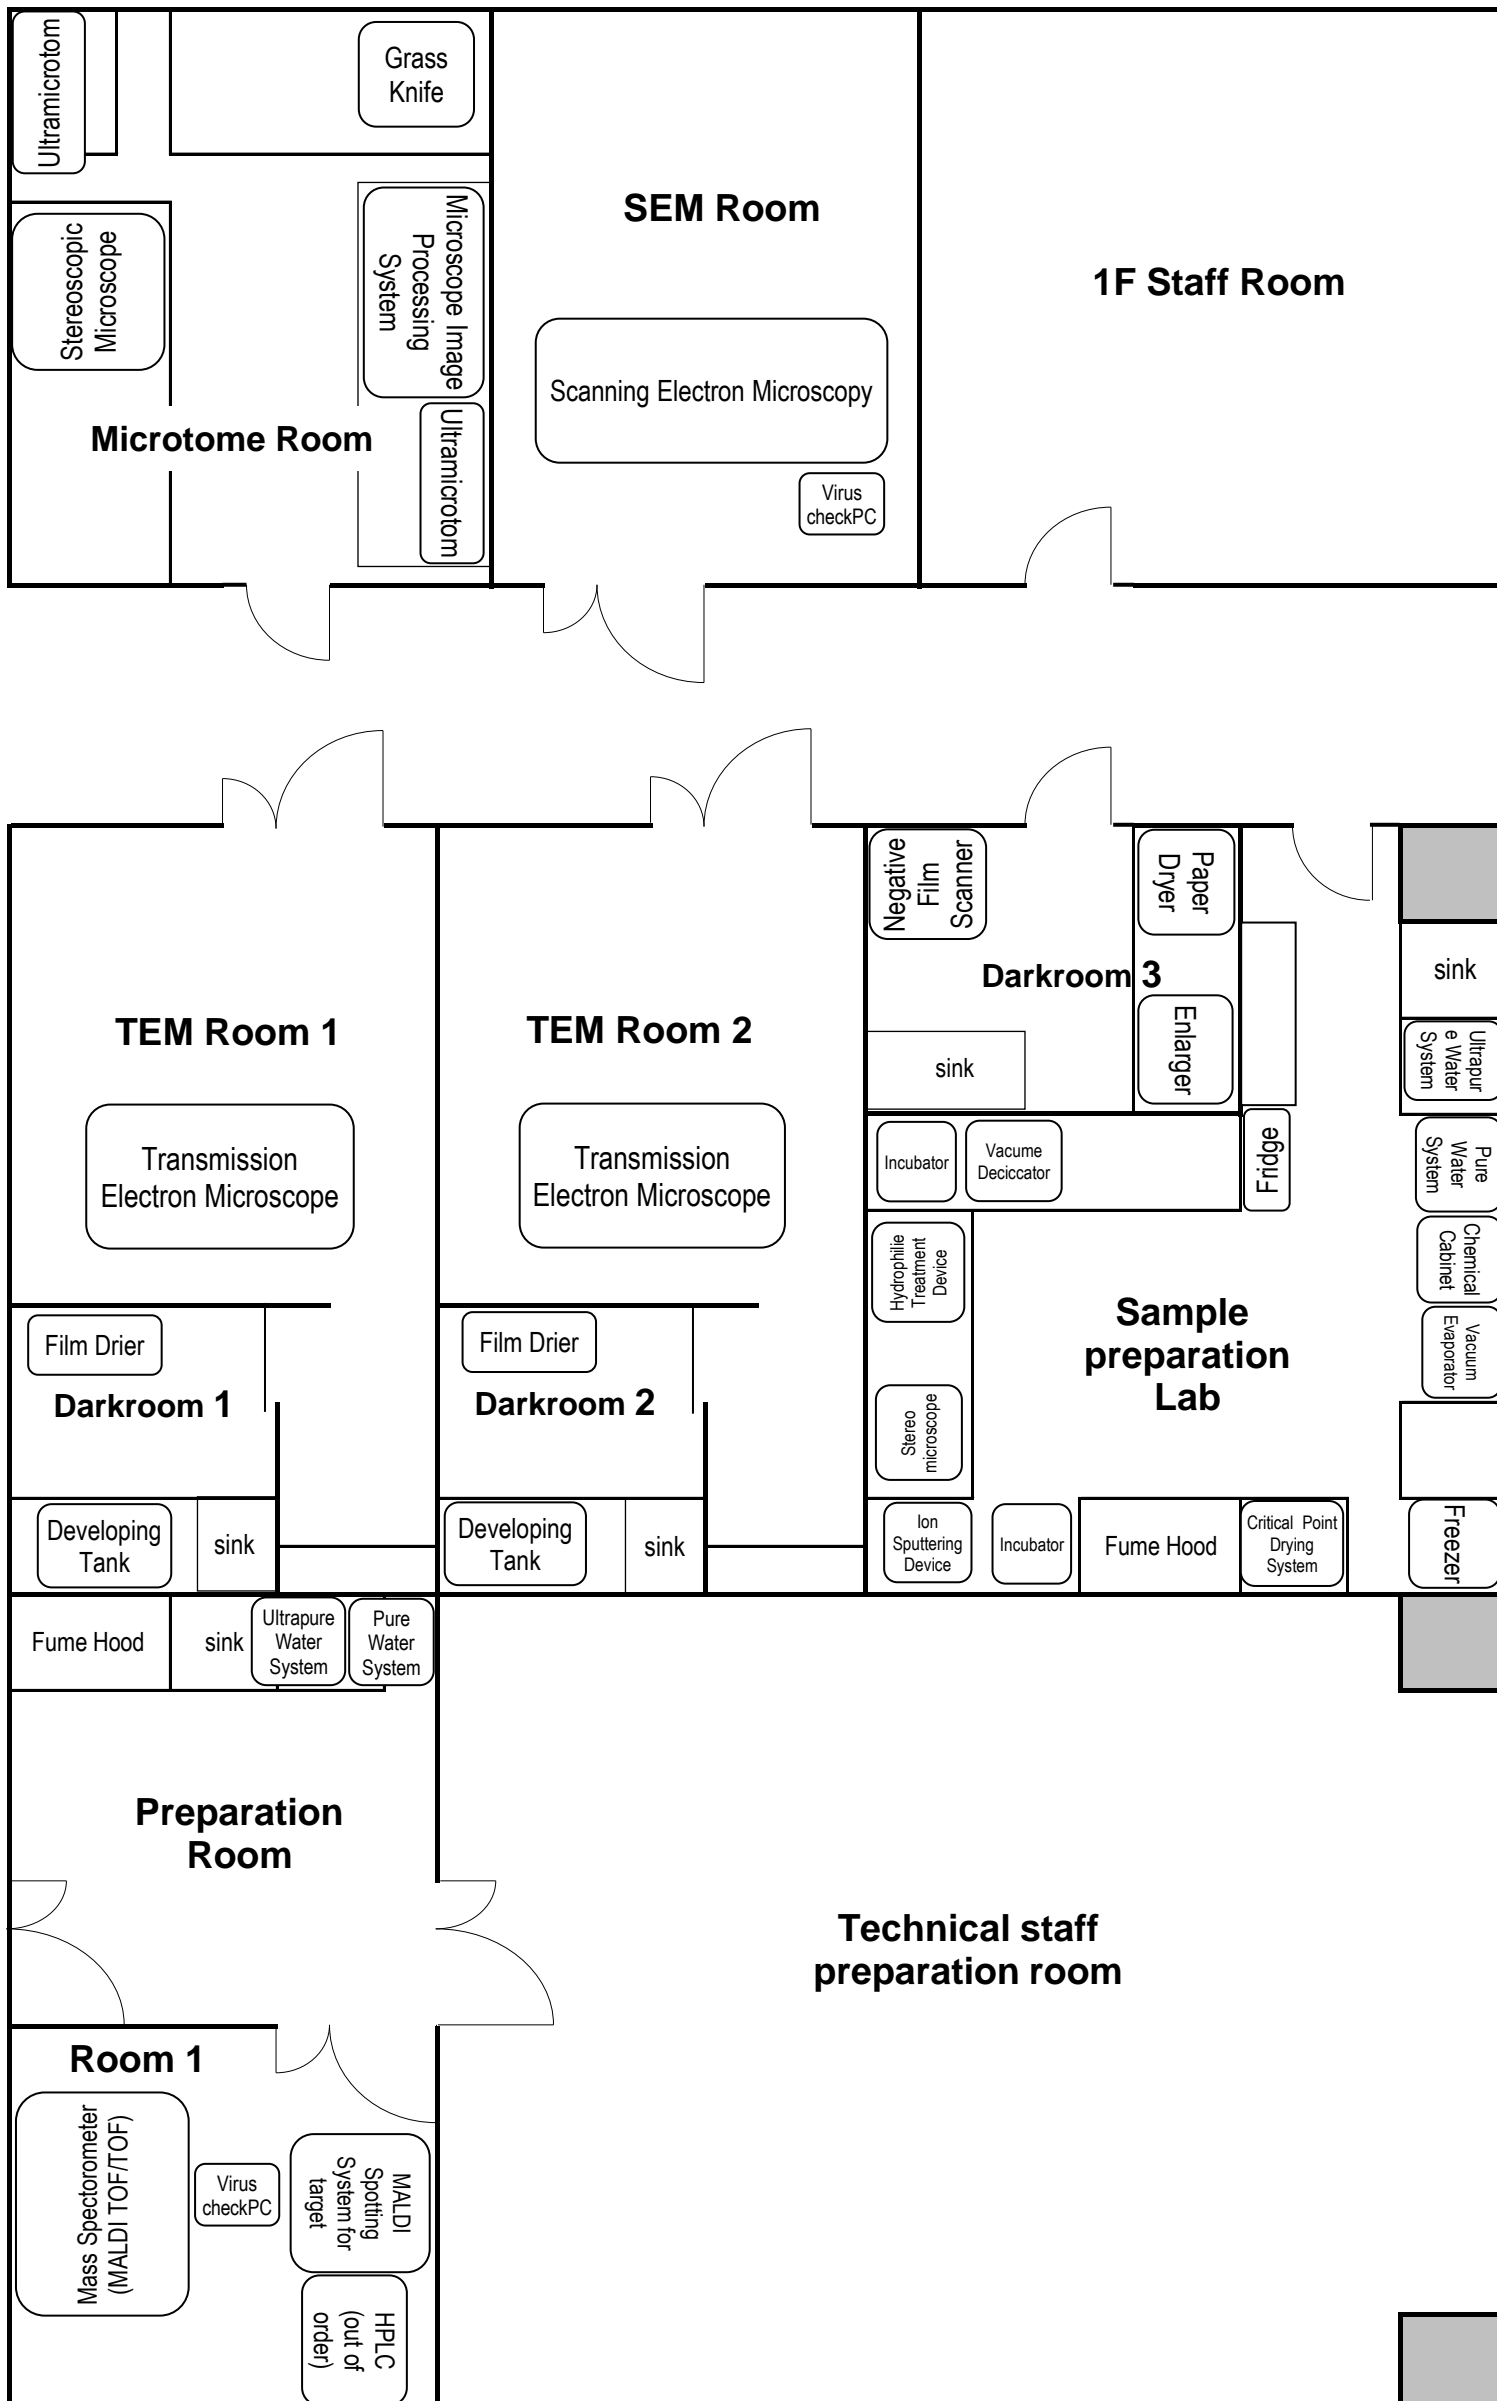 Ultramicrotom
Grass
Knife
Stereoscopic
Microscope
Microscope Image
Processing
System
Ultramicrotom
Microtome Room
SEM Room
Scanning Electron Microscopy
Virus
checkPC
1F Staff Room
TEM Room 1
Transmission
Electron Microscope
Film Drier
Darkroom 1
Developing
Tank
sink
TEM Room 2
Transmission
Electron Microscope
Film Drier
Darkroom 2
Developing
Tank
sink
Negative
Film
Scanner
Paper
Dryer
Darkroom 3
sink
Enlarger
sink
Ultrapur
e Water
System
Incubator
Vacume
Deciccator
Fridge
Pure
Water
System
Hydrophilie
Treatment
Device
Chemical
Cabinet
Sample
preparation
Lab
Vacuum
Evaporator
Stereo
microscope
Ion
Sputtering
Device
Incubator
Fume Hood
Critical Point
Drying
System
Freezer
Fume Hood
sink
Ultrapure
Water
System
Pure
Water
System
Preparation
Room
Technical staff
preparation room
Room 1
Mass Spectorometer
(MALDI TOF/TOF)
Virus
checkPC
MALDI
Spotting
System for
target
HPLC
(out of
order)